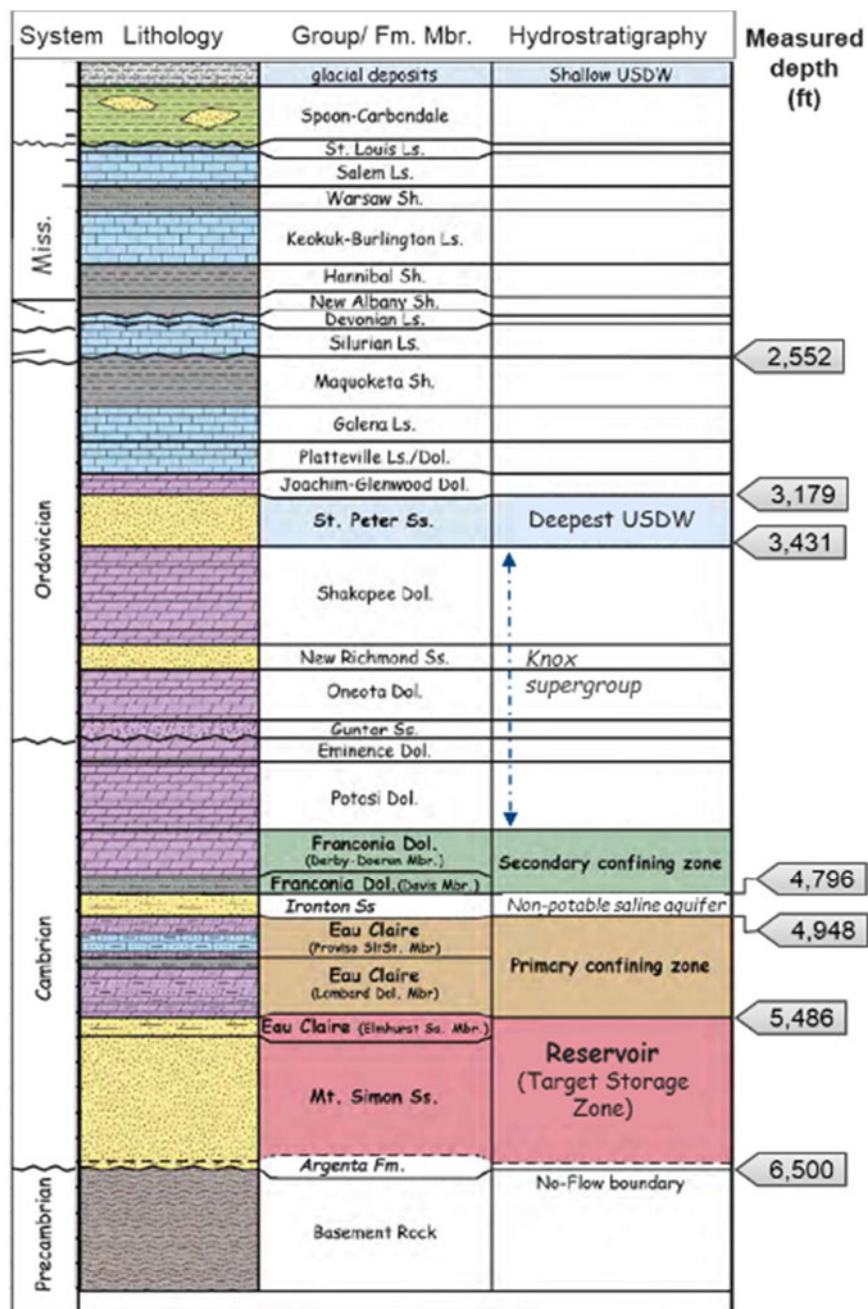 System Lithology Group/ Fm. Mbr. Hydrostratigraphy Measured
depth
(ft)
glacial deposits Shallow USDW
Spoon-Carbondale
St. Louis Ls.
Salem Ls.
Warsaw Sh.
Miss.
Keokuk-Burlington Ls.
Hannibal Sh.
New Albany Sh.
Devonian Ls.
Silurian Ls.
2,552
Maquoketa Sh.
Galena Ls.
Platteville Ls./Dol.
Joachim-Glenwood Dol.
3,179
Ordovician
St. Peter Ss. Deepest USDW
3,431
Shakopee Dol.
New Richmond Ss. Knox
supergroup
Oneota Dol.
Gunter Ss.
Eminence Dol.
Potosi Dol.
Franconia Dol.
(Derby-Doerun Mbr.)
Secondary confining zone
Franconia Dol. (Davis Mbr.)
4,796
Ironton Ss Non-potable saline aquifer
4,948
Cambrian
Eau Claire
(Proviso SltSt. Mbr)
Primary confining zone
Eau Claire
(Lombard Dol. Mbr)
5,486
Eau Claire (Elmhurst Ss. Mbr.)
Reservoir
(Target Storage
Zone)
Mt. Simon Ss.
Argenta Fm.
6,500
No-Flow boundary
Precambrian
Basement Rock